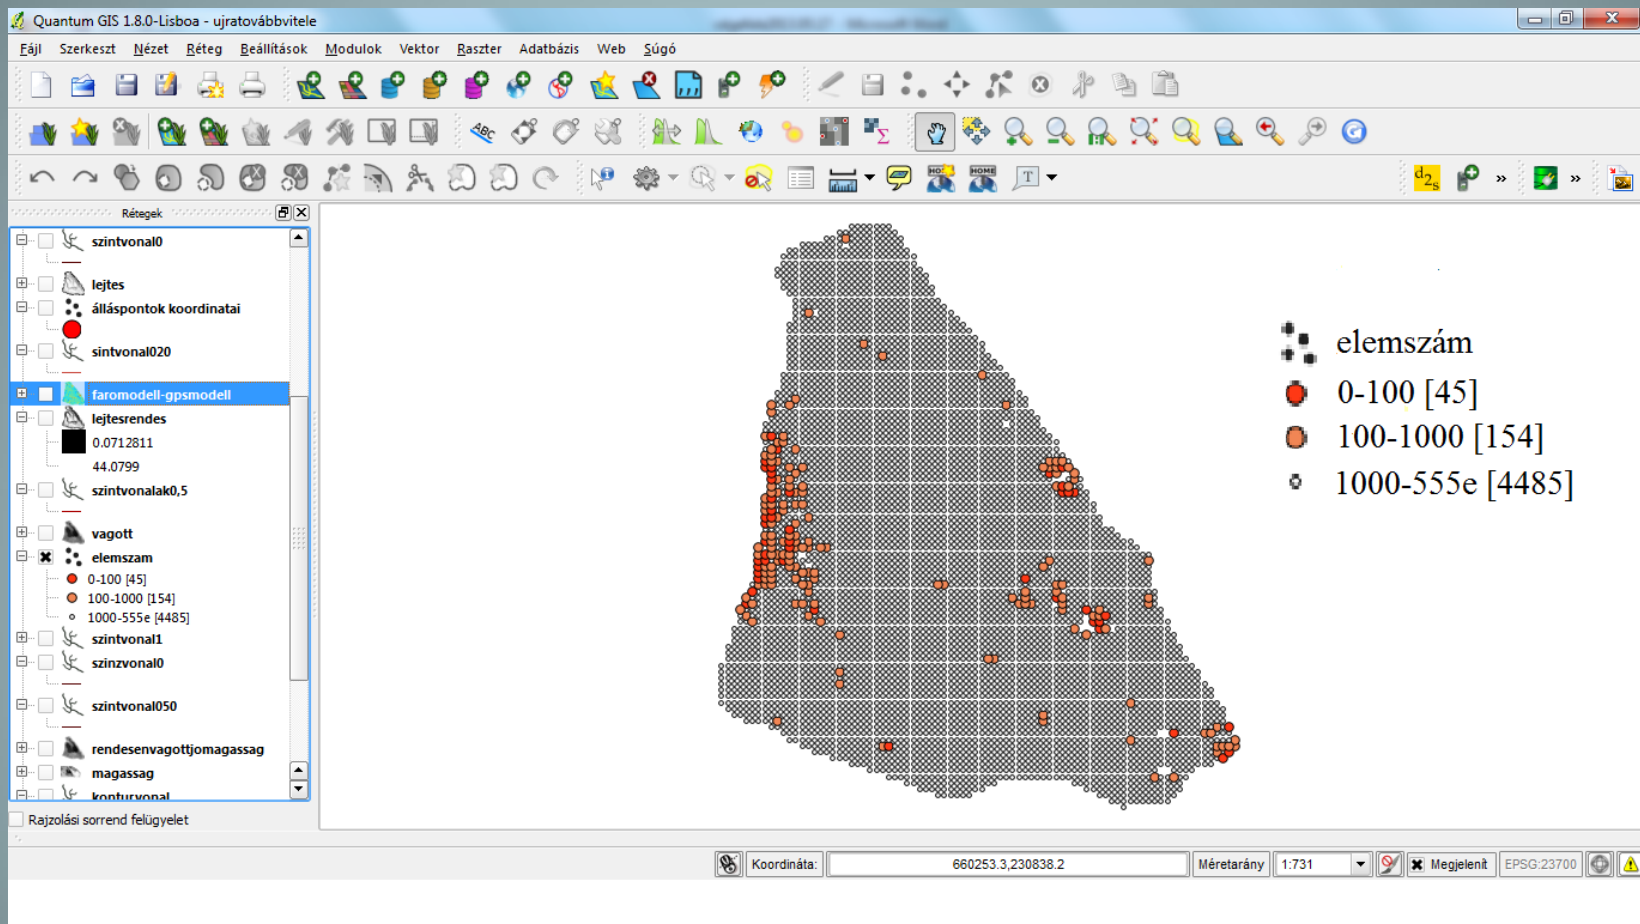 Quantum GIS 1.8.0-Lisboa - ujratovábbvitele
Fájl Szerkeszt Nézet Réteg Beállítások Modulok Vektor Raszter Adatbázis Web Súgó
ABC
Σ
HOME
T
d2s
Rétegek
szintvonal0
lejtes
álláspontok koordinatai
sintvonal020
faromodell-gpsmodell
lejtesrendes
0.0712811
44.0799
szintvonalak0,5
vagott
elemszam
0-100 [45]
100-1000 [154]
1000-555e [4485]
szintvonal1
szinzvonal0
szintvonal050
rendesenvagottjomagassag
magassag
konturvonal
Rajzolási sorrend felügyelet
elemszám
0-100 [45]
100-1000 [154]
1000-555e [4485]
Koordináta: 660253.3,230838.2 Méretarány 1:731 Megjelenít EPSG:23700